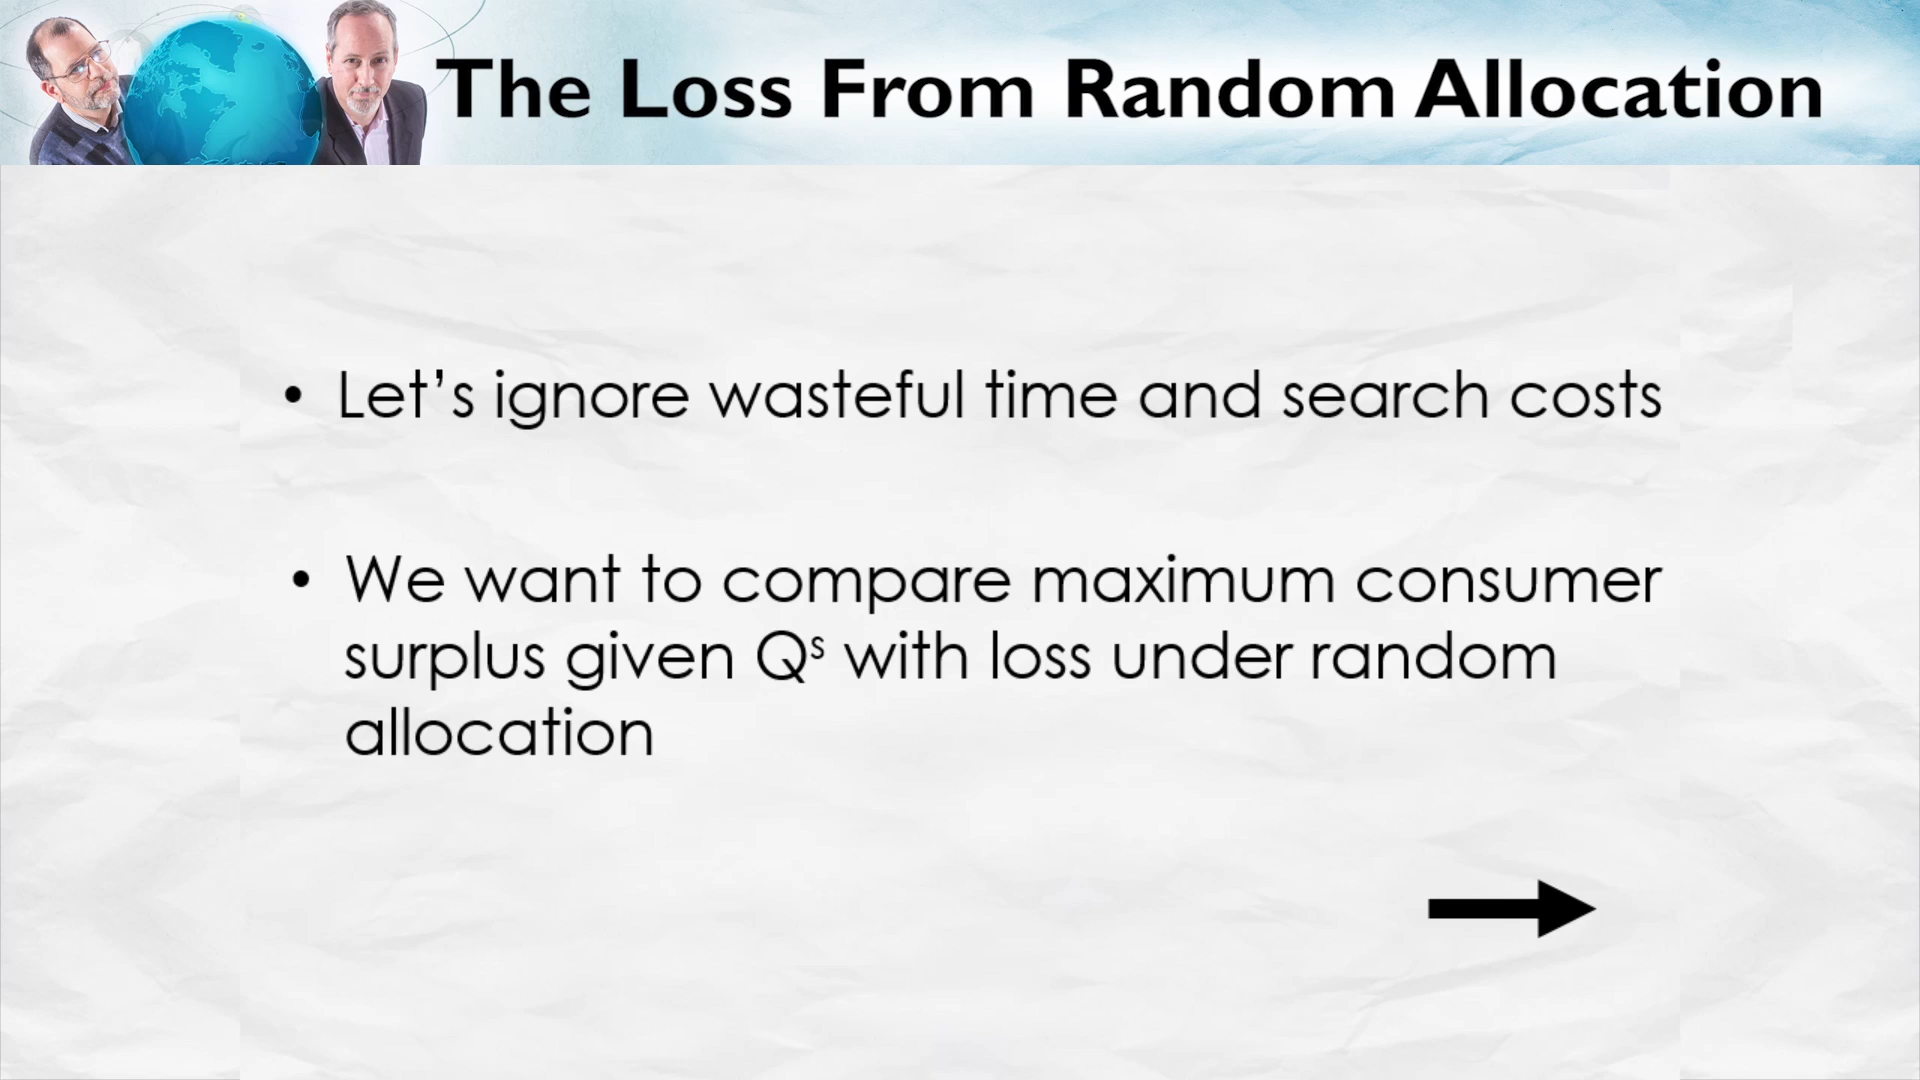 The Loss From Random Allocation
• Let’s ignore wasteful time and search costs
• We want to compare maximum consumer
surplus given Qˢ with loss under random
allocation